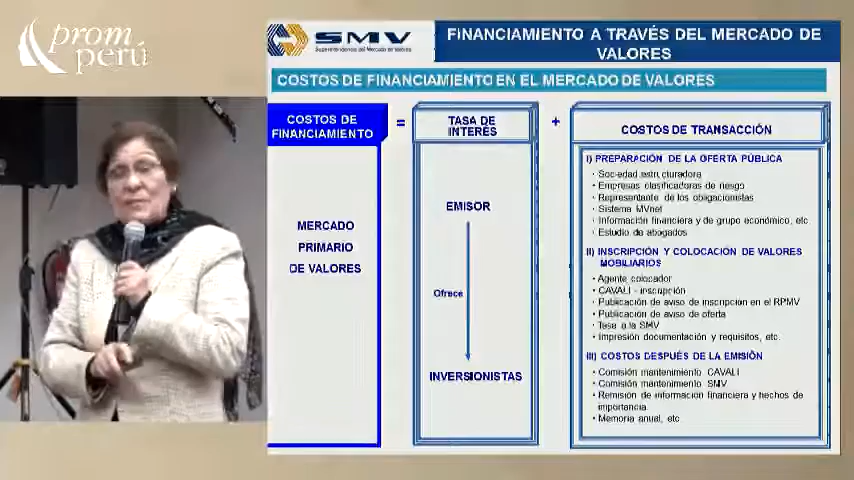 prom
perú
SMV
Superintendencia del Mercado de Valores
FINANCIAMIENTO A TRAVÉS DEL MERCADO DE
VALORES
COSTOS DE FINANCIAMIENTO EN EL MERCADO DE VALORES
COSTOS DE
FINANCIAMIENTO
=
TASA DE
INTERÉS
+
COSTOS DE TRANSACCIÓN
MERCADO
PRIMARIO
DE VALORES
EMISOR
Ofrece
INVERSIONISTAS
I) PREPARACIÓN DE LA OFERTA PÚBLICA
· Sociedad estructuradora
· Empresas clasificadoras de riesgo
· Representante de los obligacionistas
· Sistema MVnet
· Información financiera y de grupo económico, etc
· Estudio de abogados
II) INSCRIPCIÓN Y COLOCACIÓN DE VALORES
MOBILIARIOS
· Agente colocador
· CAVALI - inscripción
· Publicación de aviso de inscripción en el RPMV
· Publicación de aviso de oferta
· Tasa a la SMV
· Impresión documentación y requisitos, etc.
III) COSTOS DESPUÉS DE LA EMISIÓN
· Comisión mantenimiento CAVALI
· Comisión mantenimiento SMV
· Remisión de información financiera y hechos de
importancia
· Memoria anual, etc